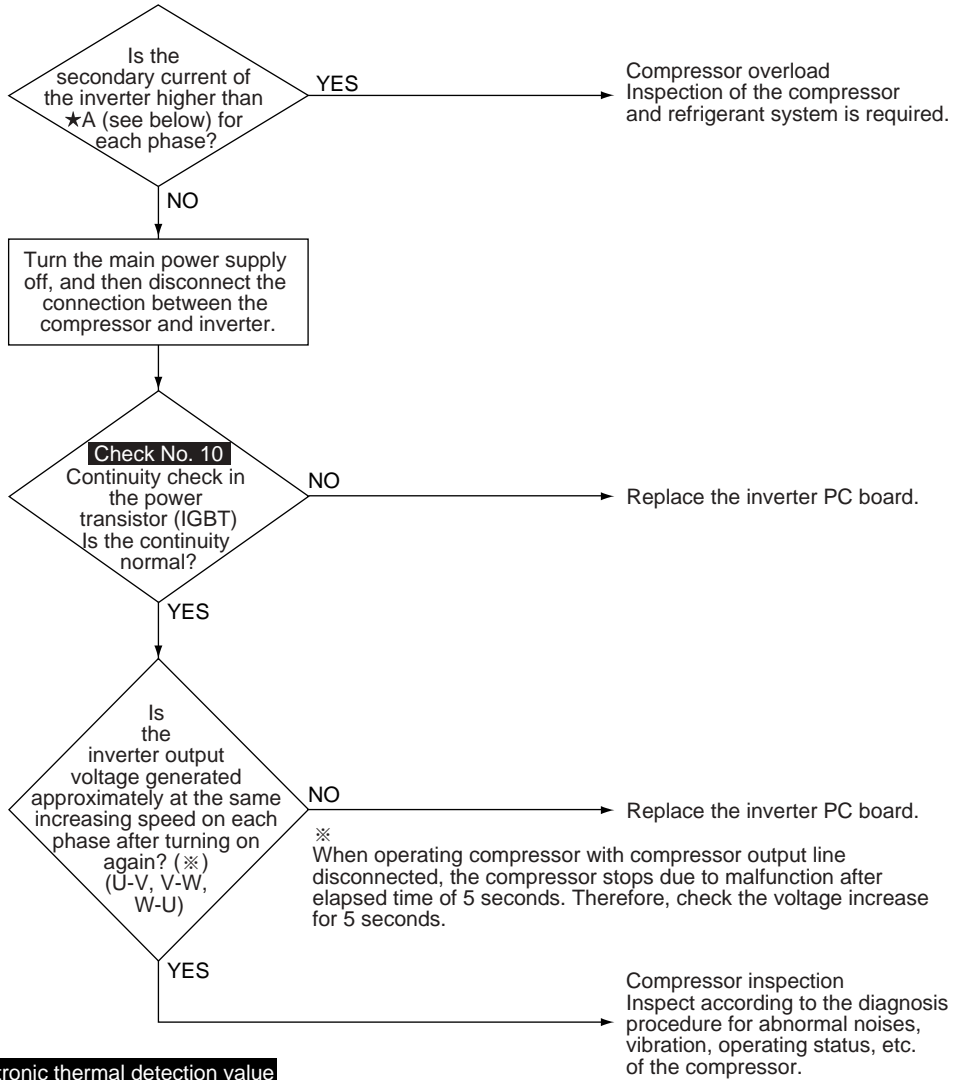 Is the
secondary current of
the inverter higher than
★A (see below) for
each phase?
YES
Compressor overload
Inspection of the compressor
and refrigerant system is required.
NO
Turn the main power supply
off, and then disconnect the
connection between the
compressor and inverter.
Check No. 10
Continuity check in
the power
transistor (IGBT)
Is the continuity
normal?
NO
Replace the inverter PC board.
YES
Is
the
inverter output
voltage generated
approximately at the same
increasing speed on each
phase after turning on
again? (※)
(U-V, V-W,
W-U)
NO
Replace the inverter PC board.
※
When operating compressor with compressor output line
disconnected, the compressor stops due to malfunction after
elapsed time of 5 seconds. Therefore, check the voltage increase
for 5 seconds.
YES
Compressor inspection
Inspect according to the diagnosis
procedure for abnormal noises,
vibration, operating status, etc.
of the compressor.
thermal detection value